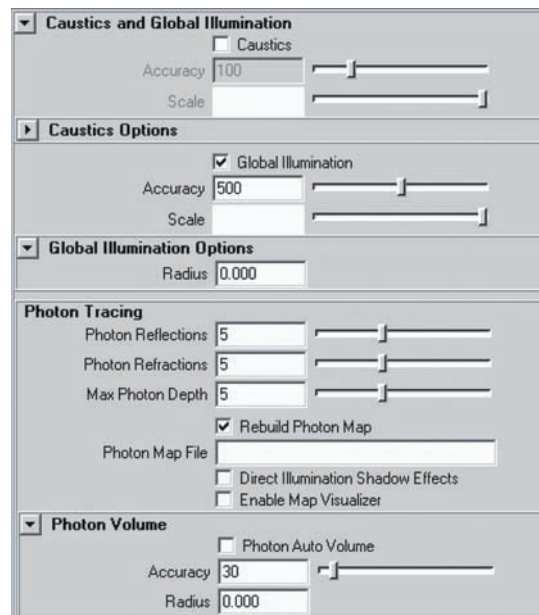 Caustics and Global Illumination
Caustics
Accuracy 100
Scale
Caustics Options
Global Illumination
Accuracy 500
Scale
Global Illumination Options
Radius 0.000
Photon Tracing
Photon Reflections 5
Photon Refractions 5
Max Photon Depth 5
Rebuild Photon Map
Photon Map File
Direct Illumination Shadow Effects
Enable Map Visualizer
Photon Volume
Photon Auto Volume
Accuracy 30
Radius 0.000